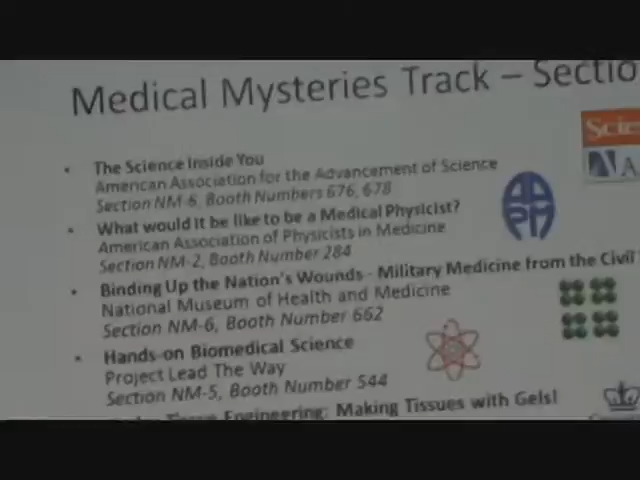 Medical Mysteries Track – Sectio
Scie
The Science Inside You
American Association for the Advancement of Science
AA
Section NM-6, Booth Numbers 676, 678
AAPM
What would it be like to be a Medical Physicist?
American Association of Physicists in Medicine
Section NM-2, Booth Number 284
Binding Up the Nation's Wounds - Military Medicine from the Civil
National Museum of Health and Medicine
Section NM-6, Booth Number 662
Hands-on Biomedical Science
Project Lead The Way
Section NM-5, Booth Number 544
Tissue Engineering: Making Tissues with Gels!